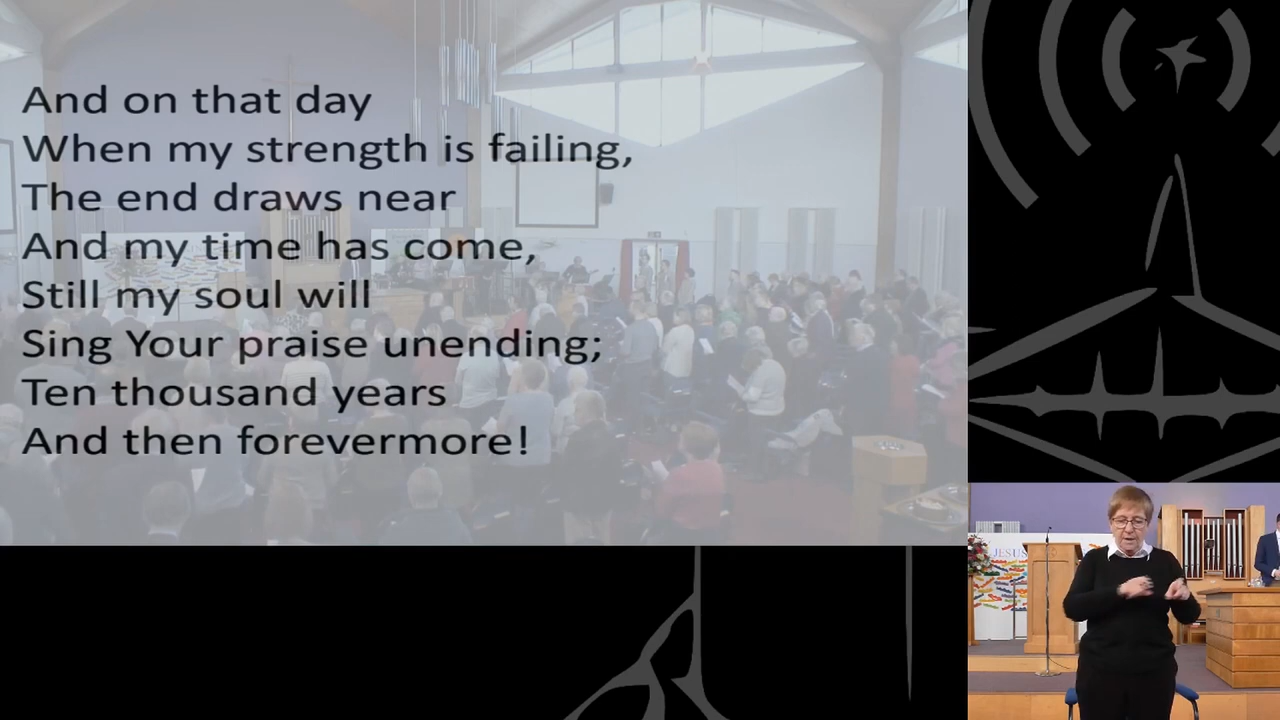 And on that day
When my strength is failing,
The end draws near
And my time has come,
Still my soul will
Sing Your praise unending;
Ten thousand years
And then forevermore!
JESUS